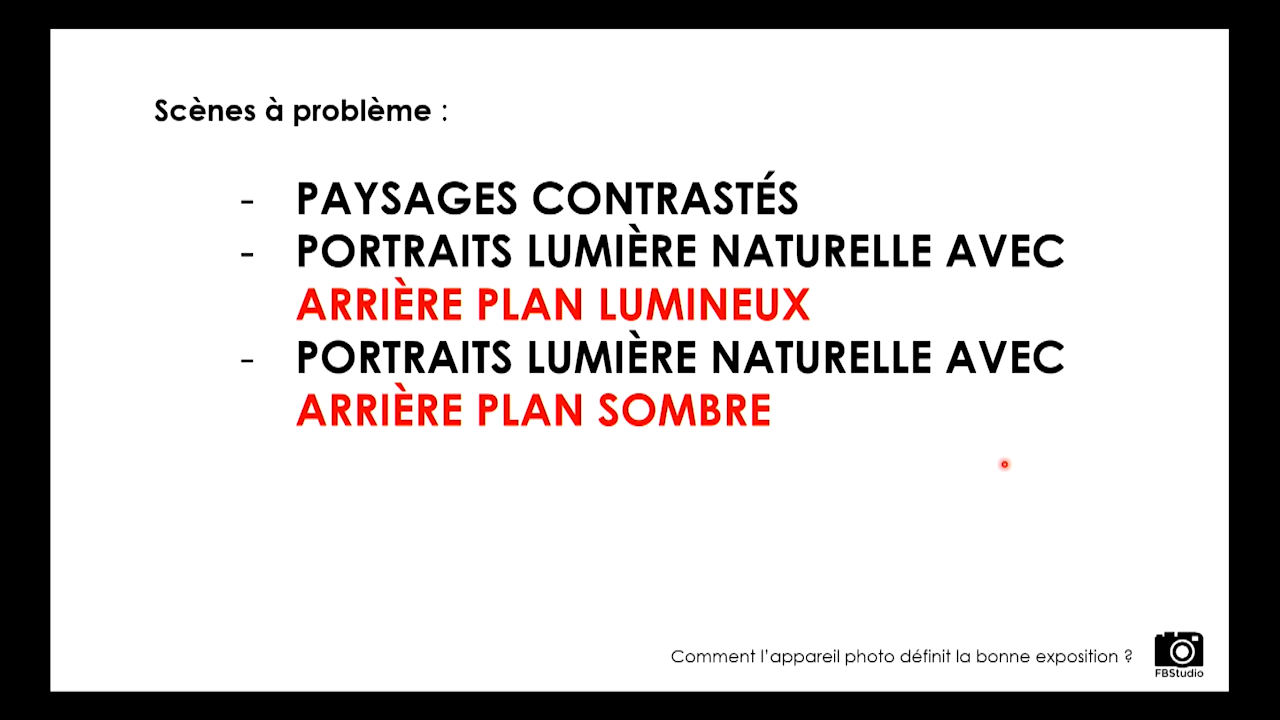 Scènes à problème :
- PAYSAGES CONTRASTÉS
- PORTRAITS LUMIÈRE NATURELLE AVEC
ARRIÈRE PLAN LUMINEUX
- PORTRAITS LUMIÈRE NATURELLE AVEC
ARRIÈRE PLAN SOMBRE
Comment l'appareil photo définit la bonne exposition ?
FBStudio